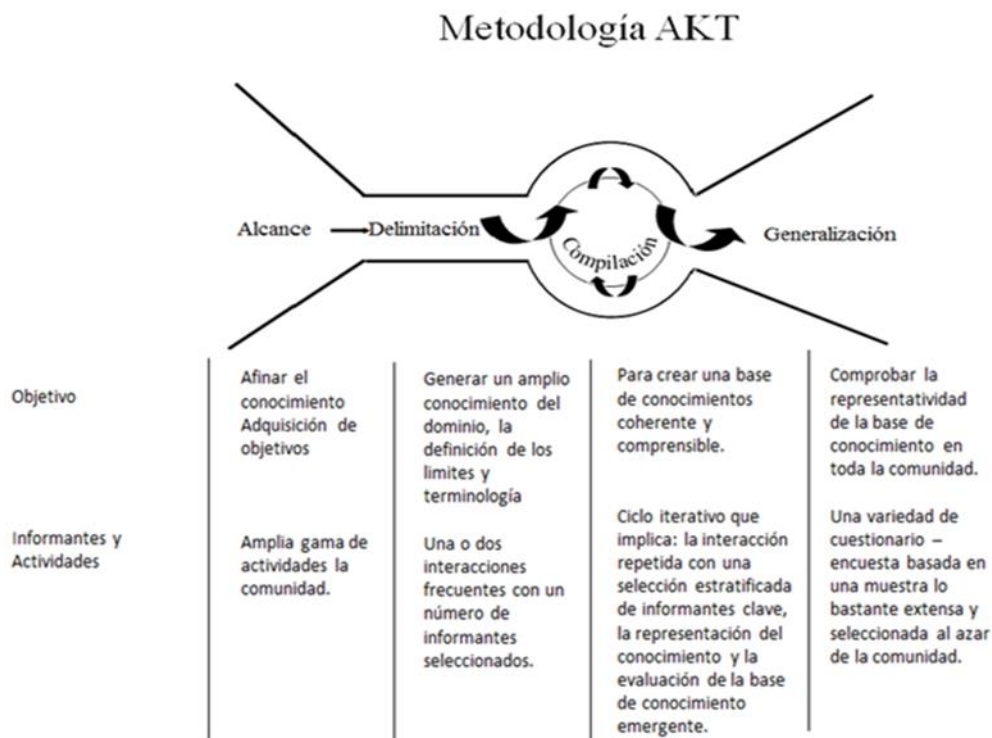 Metodología AKT
Alcance
Delimitación
Compilación
Generalización
Objetivo
Afinar el
conocimiento
Adquisición de
objetivos
Generar un amplio
conocimiento del
dominio, la
definición de los
limites y
terminología
Para crear una base
de conocimientos
coherente y
comprensible.
Comprobar la
representatividad
de la base de
conocimiento en
toda la comunidad.
Informantes y
Actividades
Amplia gama de
actividades la
comunidad.
Una o dos
interacciones
frecuentes con un
número de
informantes
seleccionados.
Ciclo iterativo que
implica: la interacción
repetida con una
selección estratificada
de informantes clave,
la representación del
conocimiento y la
evaluación de la base
de conocimiento
emergente.
Una variedad de
cuestionario –
encuesta basada en
una muestra lo
bastante extensa y
seleccionada al azar
de la comunidad.